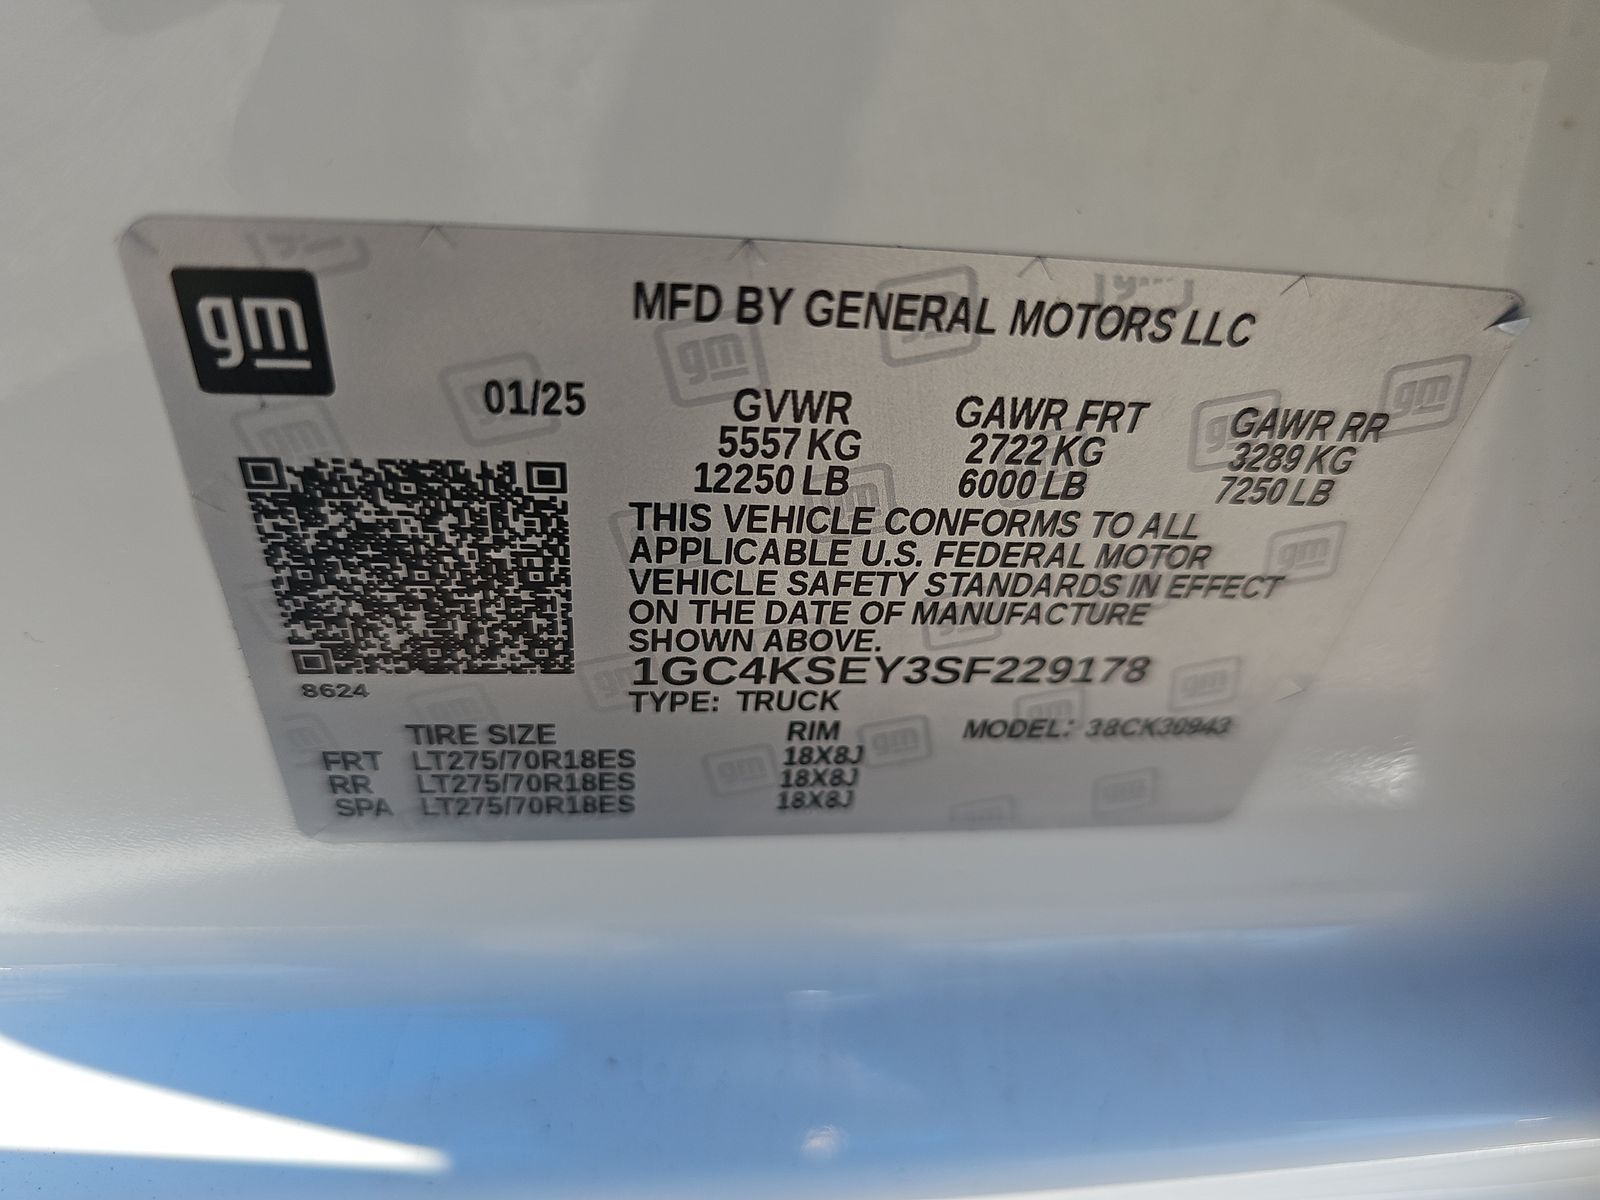 gm
MFD BY GENERAL MOTORS LLC
01/25
GVWR GAWR FRT GAWR RR
5557 KG 2722 KG 3289 KG
12250 LB 6000 LB 7250 LB
THIS VEHICLE CONFORMS TO ALL
APPLICABLE U.S. FEDERAL MOTOR
VEHICLE SAFETY STANDARDS IN EFFECT
ON THE DATE OF MANUFACTURE
SHOWN ABOVE.
8624
1GC4KSEY3SF229178
TYPE: TRUCK
TIRE SIZE RIM MODEL: 38CK30943
FRT LT275/70R18ES 18X8J
RR LT275/70R18ES 18X8J
SPA LT275/70R18ES 18X8J